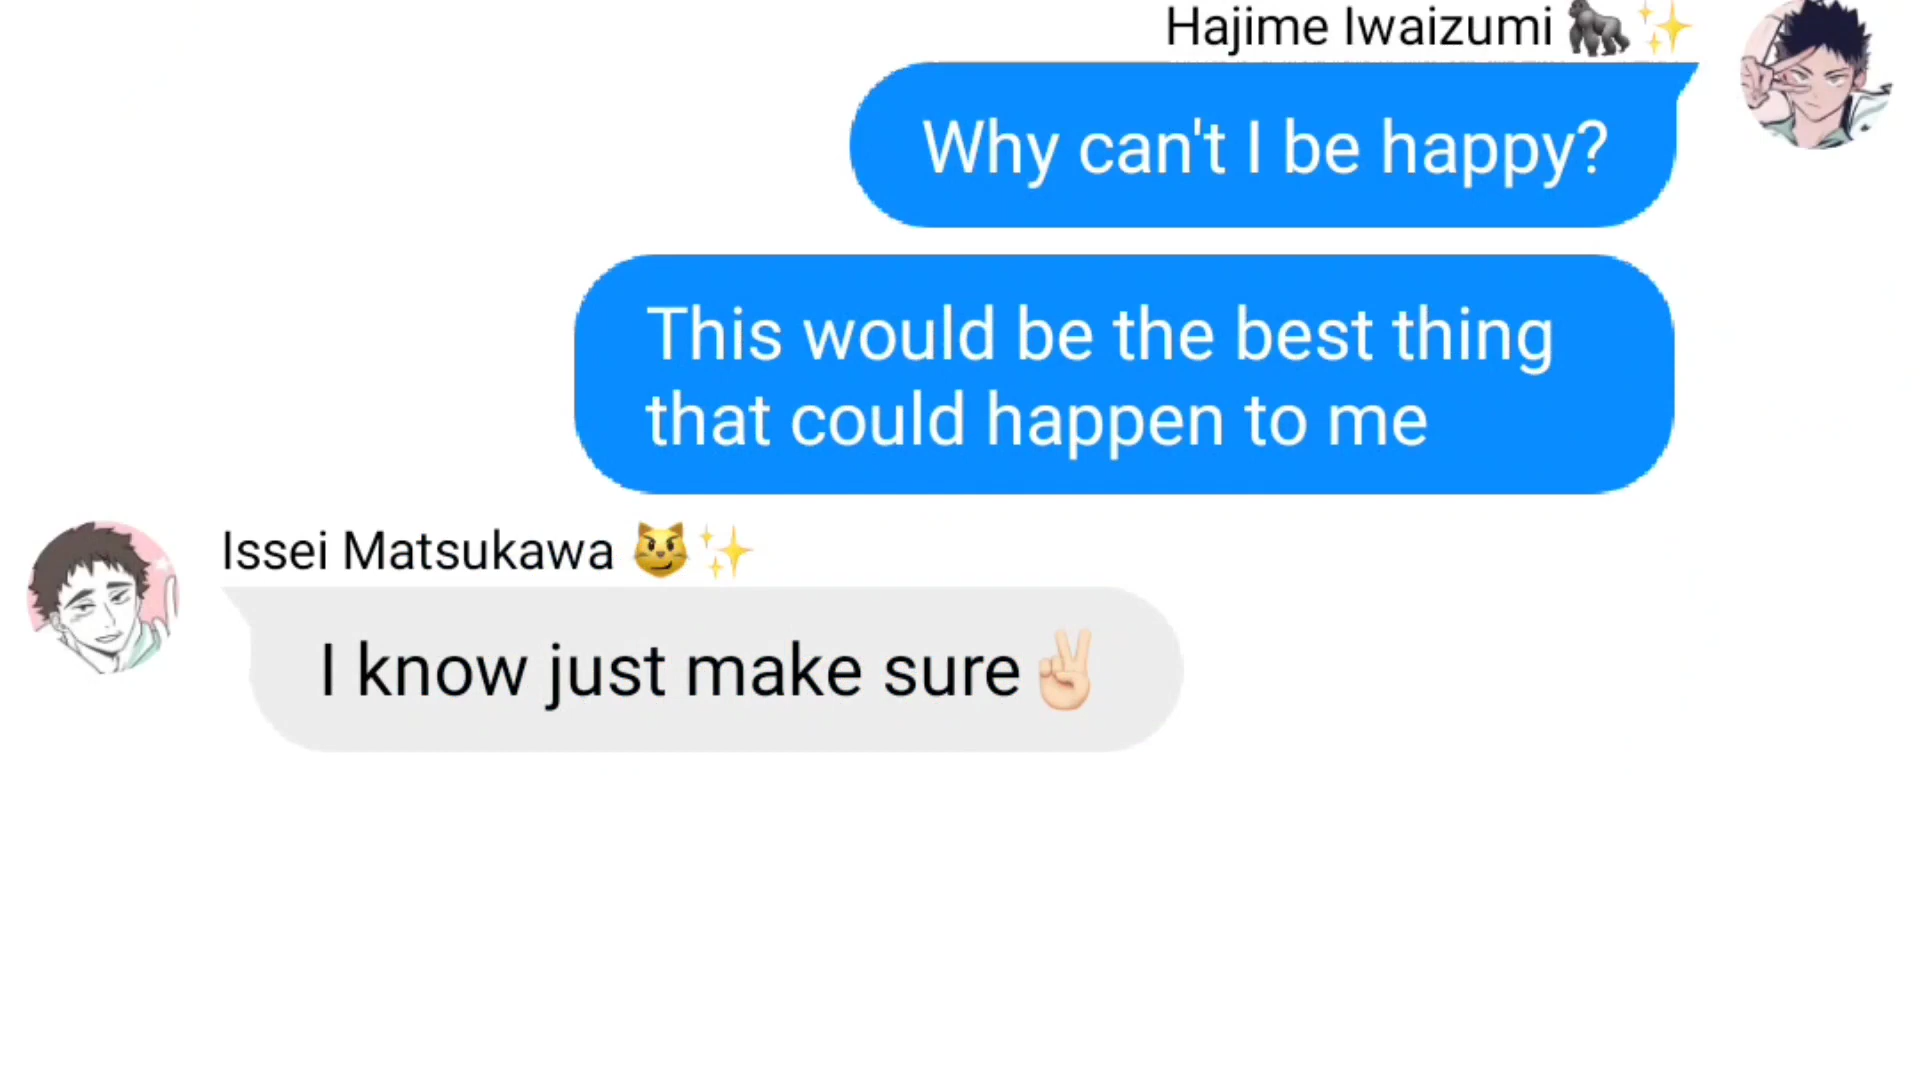 Hajime Iwaizumi 🦍✨
Why can't I be happy?
This would be the best thing
that could happen to me
Issei Matsukawa 😼✨
I know just make sure✌🏻